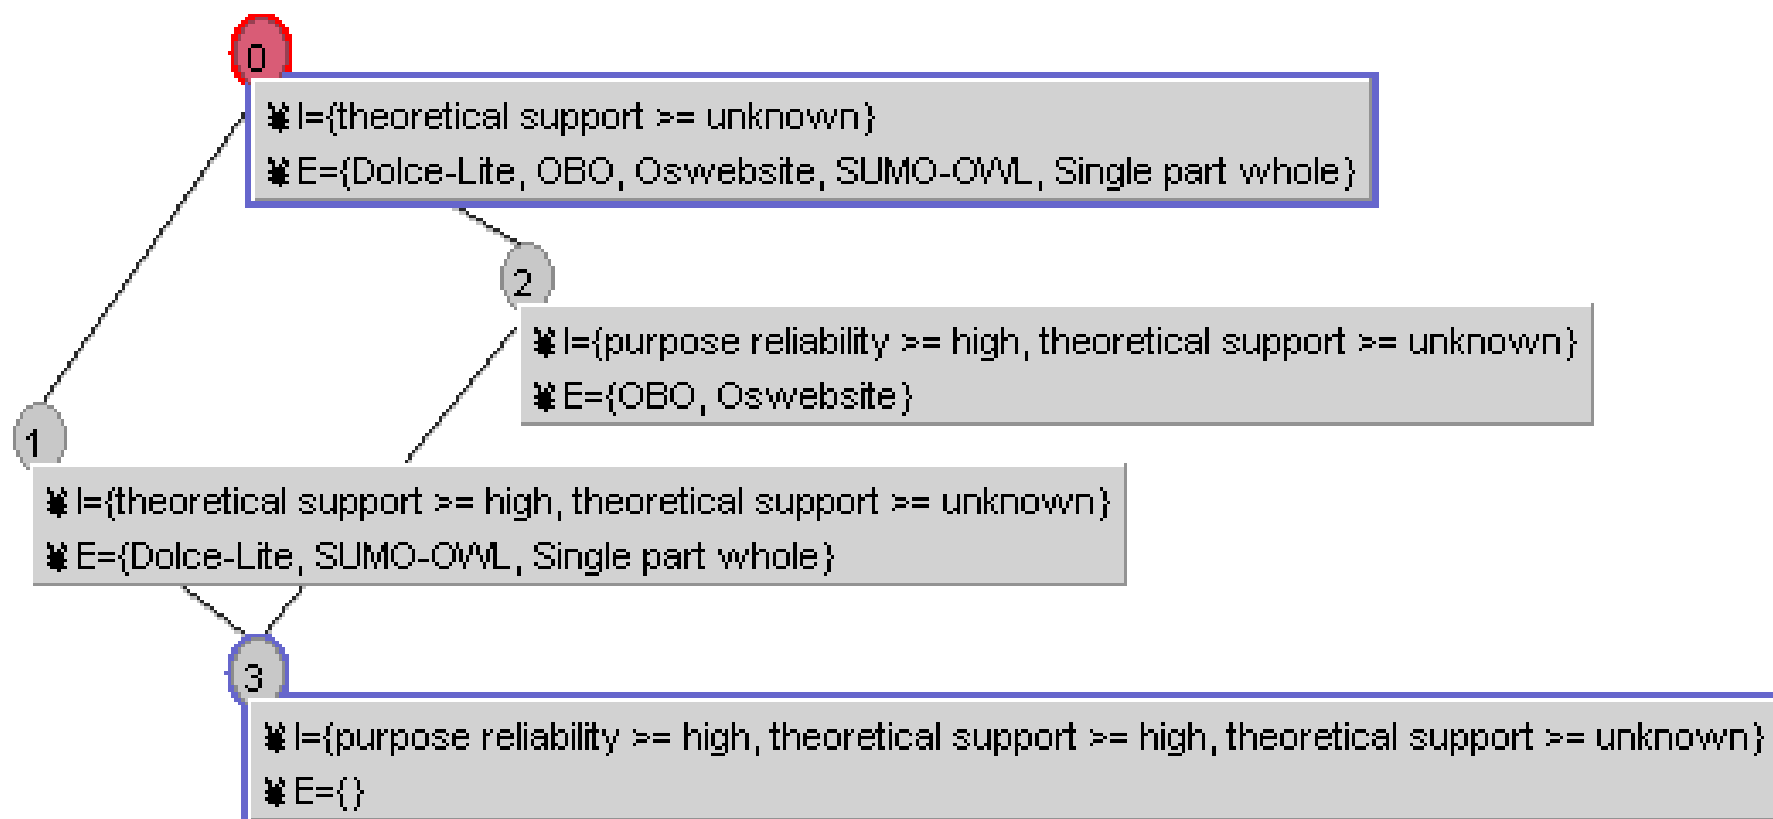 0
I={theoretical support >= unknown}
E={Dolce-Lite, OBO, Oswebsite, SUMO-OWL, Single part whole}
2
I={purpose reliability >= high, theoretical support >= unknown}
E={OBO, Oswebsite}
1
I={theoretical support >= high, theoretical support >= unknown}
E={Dolce-Lite, SUMO-OWL, Single part whole}
3
I={purpose reliability >= high, theoretical support >= high, theoretical support >= unknown}
E={}